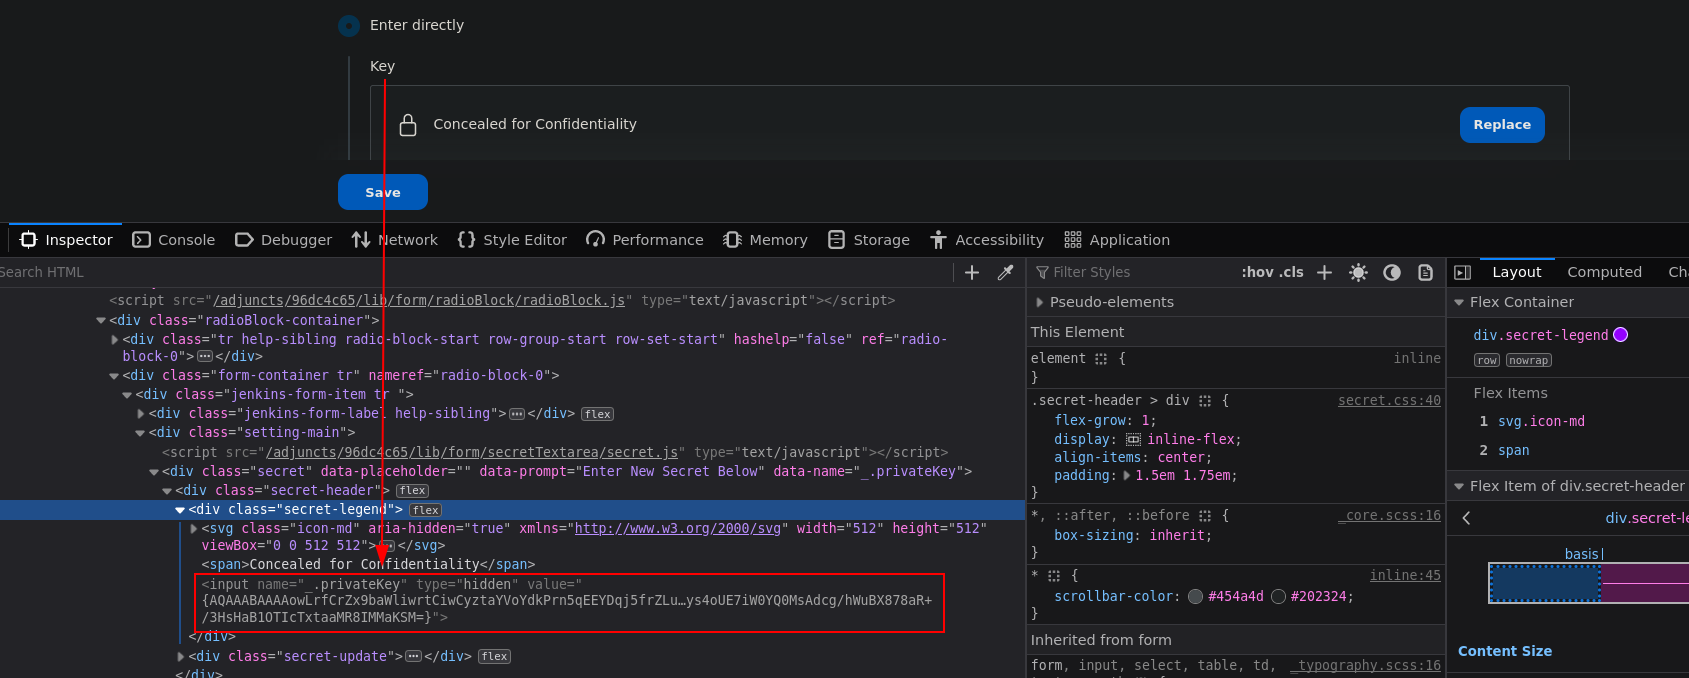 Enter directly
Key
Concealed for Confidentiality
Replace
Save
Inspector Console Debugger Network Style Editor Performance Memory Storage Accessibility Application
Search HTML
<script src="/adjuncts/96dc4c65/lib/form/radioBlock/radioBlock.js" type="text/javascript"></script>
<div class="radioBlock-container">
<div class="tr help-sibling radio-block-start row-group-start row-set-start" hashelp="false" ref="radio-
block-0"></div>
<div class="form-container tr" nameref="radio-block-0">
<div class="jenkins-form-item tr ">
<div class="jenkins-form-label help-sibling"></div> flex
<div class="setting-main">
<script src="/adjuncts/96dc4c65/lib/form/secretTextarea/secret.js" type="text/javascript"></script>
<div class="secret" data-placeholder="" data-prompt="Enter New Secret Below" data-name="_.privateKey">
<div class="secret-header"> flex
<div class="secret-legend"> flex
<svg class="icon-md" aria-hidden="true" xmlns="http://www.w3.org/2000/svg" width="512" height="512"
viewBox="0 0 512 512"></svg>
<span>Concealed for Confidentiality</span>
<input name="_.privateKey" type="hidden" value="
{AQAAABAAAAowLrfCrZx9baWliwrtCiwCyztaYVoYdkPrn5qEEYDqj5frZLu…ys4oUE7iW0YQ0MsAdcg/hWuBX878aR+
/3HsHaB1OTIcTxtaaMR8IMMaKSM=}">
</div>
<div class="secret-update"></div> flex
</div>
Filter Styles :hov .cls
Pseudo-elements
This Element
element { inline
}
.secret-header > div { secret.css:40
flex-grow: 1;
display: inline-flex;
align-items: center;
padding: 1.5em 1.75em;
}
*, ::after, ::before { _core.scss:16
box-sizing: inherit;
}
* { inline:45
scrollbar-color: #454a4d #202324;
}
Inherited from form
form, input, select, table, td, _typography.scss:16
Layout Computed Ch
Flex Container
div.secret-legend
row nowrap
Flex Items
1 svg.icon-md
2 span
Flex Item of div.secret-header
div.secret-le
basis
Content Size